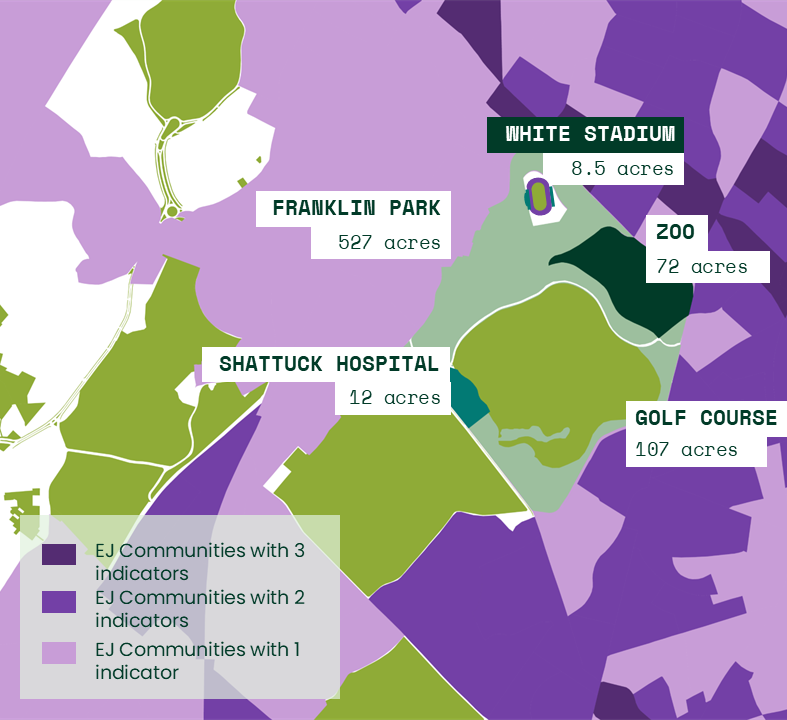 WHITE STADIUM
8.5 acres
FRANKLIN PARK
527 acres
ZOO
72 acres
SHATTUCK HOSPITAL
12 acres
GOLF COURSE
107 acres
EJ Communities with 3
indicators
EJ Communities with 2
indicators
EJ Communities with 1
indicator